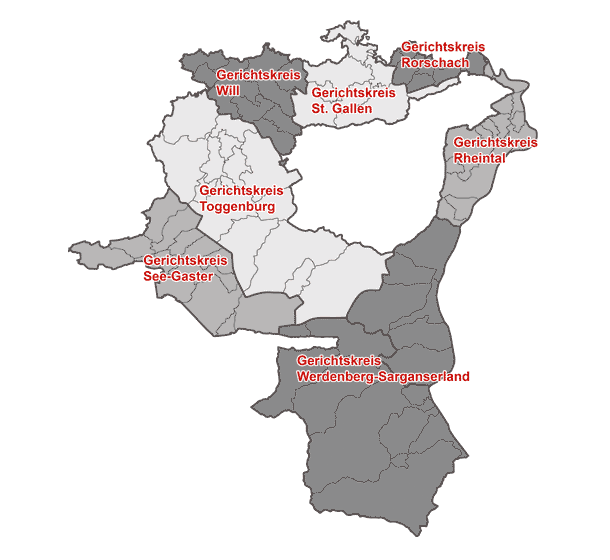 Gerichtskreis
Rorschach
Gerichtskreis
Will
Gerichtskreis
St. Gallen
Gerichtskreis
Rheintal
Gerichtskreis
Toggenburg
Gerichtskreis
See-Gaster
Gerichtskreis
Werdenberg-Sarganserland